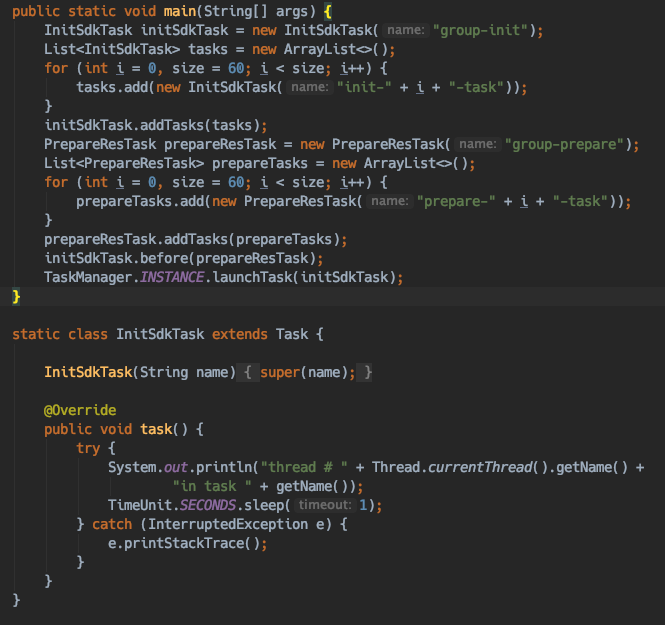 public static void main(String[] args) {
    InitSdkTask initSdkTask = new InitSdkTask( name: "group-init");
    List<InitSdkTask> tasks = new ArrayList<>();
    for (int i = 0, size = 60; i < size; i++) {
        tasks.add(new InitSdkTask( name: "init-" + i + "-task"));
    }
    initSdkTask.addTasks(tasks);
    PrepareResTask prepareResTask = new PrepareResTask( name: "group-prepare");
    List<PrepareResTask> prepareTasks = new ArrayList<>();
    for (int i = 0, size = 60; i < size; i++) {
        prepareTasks.add(new PrepareResTask( name: "prepare-" + i + "-task"));
    }
    prepareResTask.addTasks(prepareTasks);
    initSdkTask.before(prepareResTask);
    TaskManager.INSTANCE.launchTask(initSdkTask);
}
static class InitSdkTask extends Task {
    InitSdkTask(String name) { super(name); }
    @Override
    public void task() {
        try {
            System.out.println("thread # " + Thread.currentThread().getName() +
                    "in task " + getName());
            TimeUnit.SECONDS.sleep( timeout: 1);
        } catch (InterruptedException e) {
            e.printStackTrace();
        }
    }
}